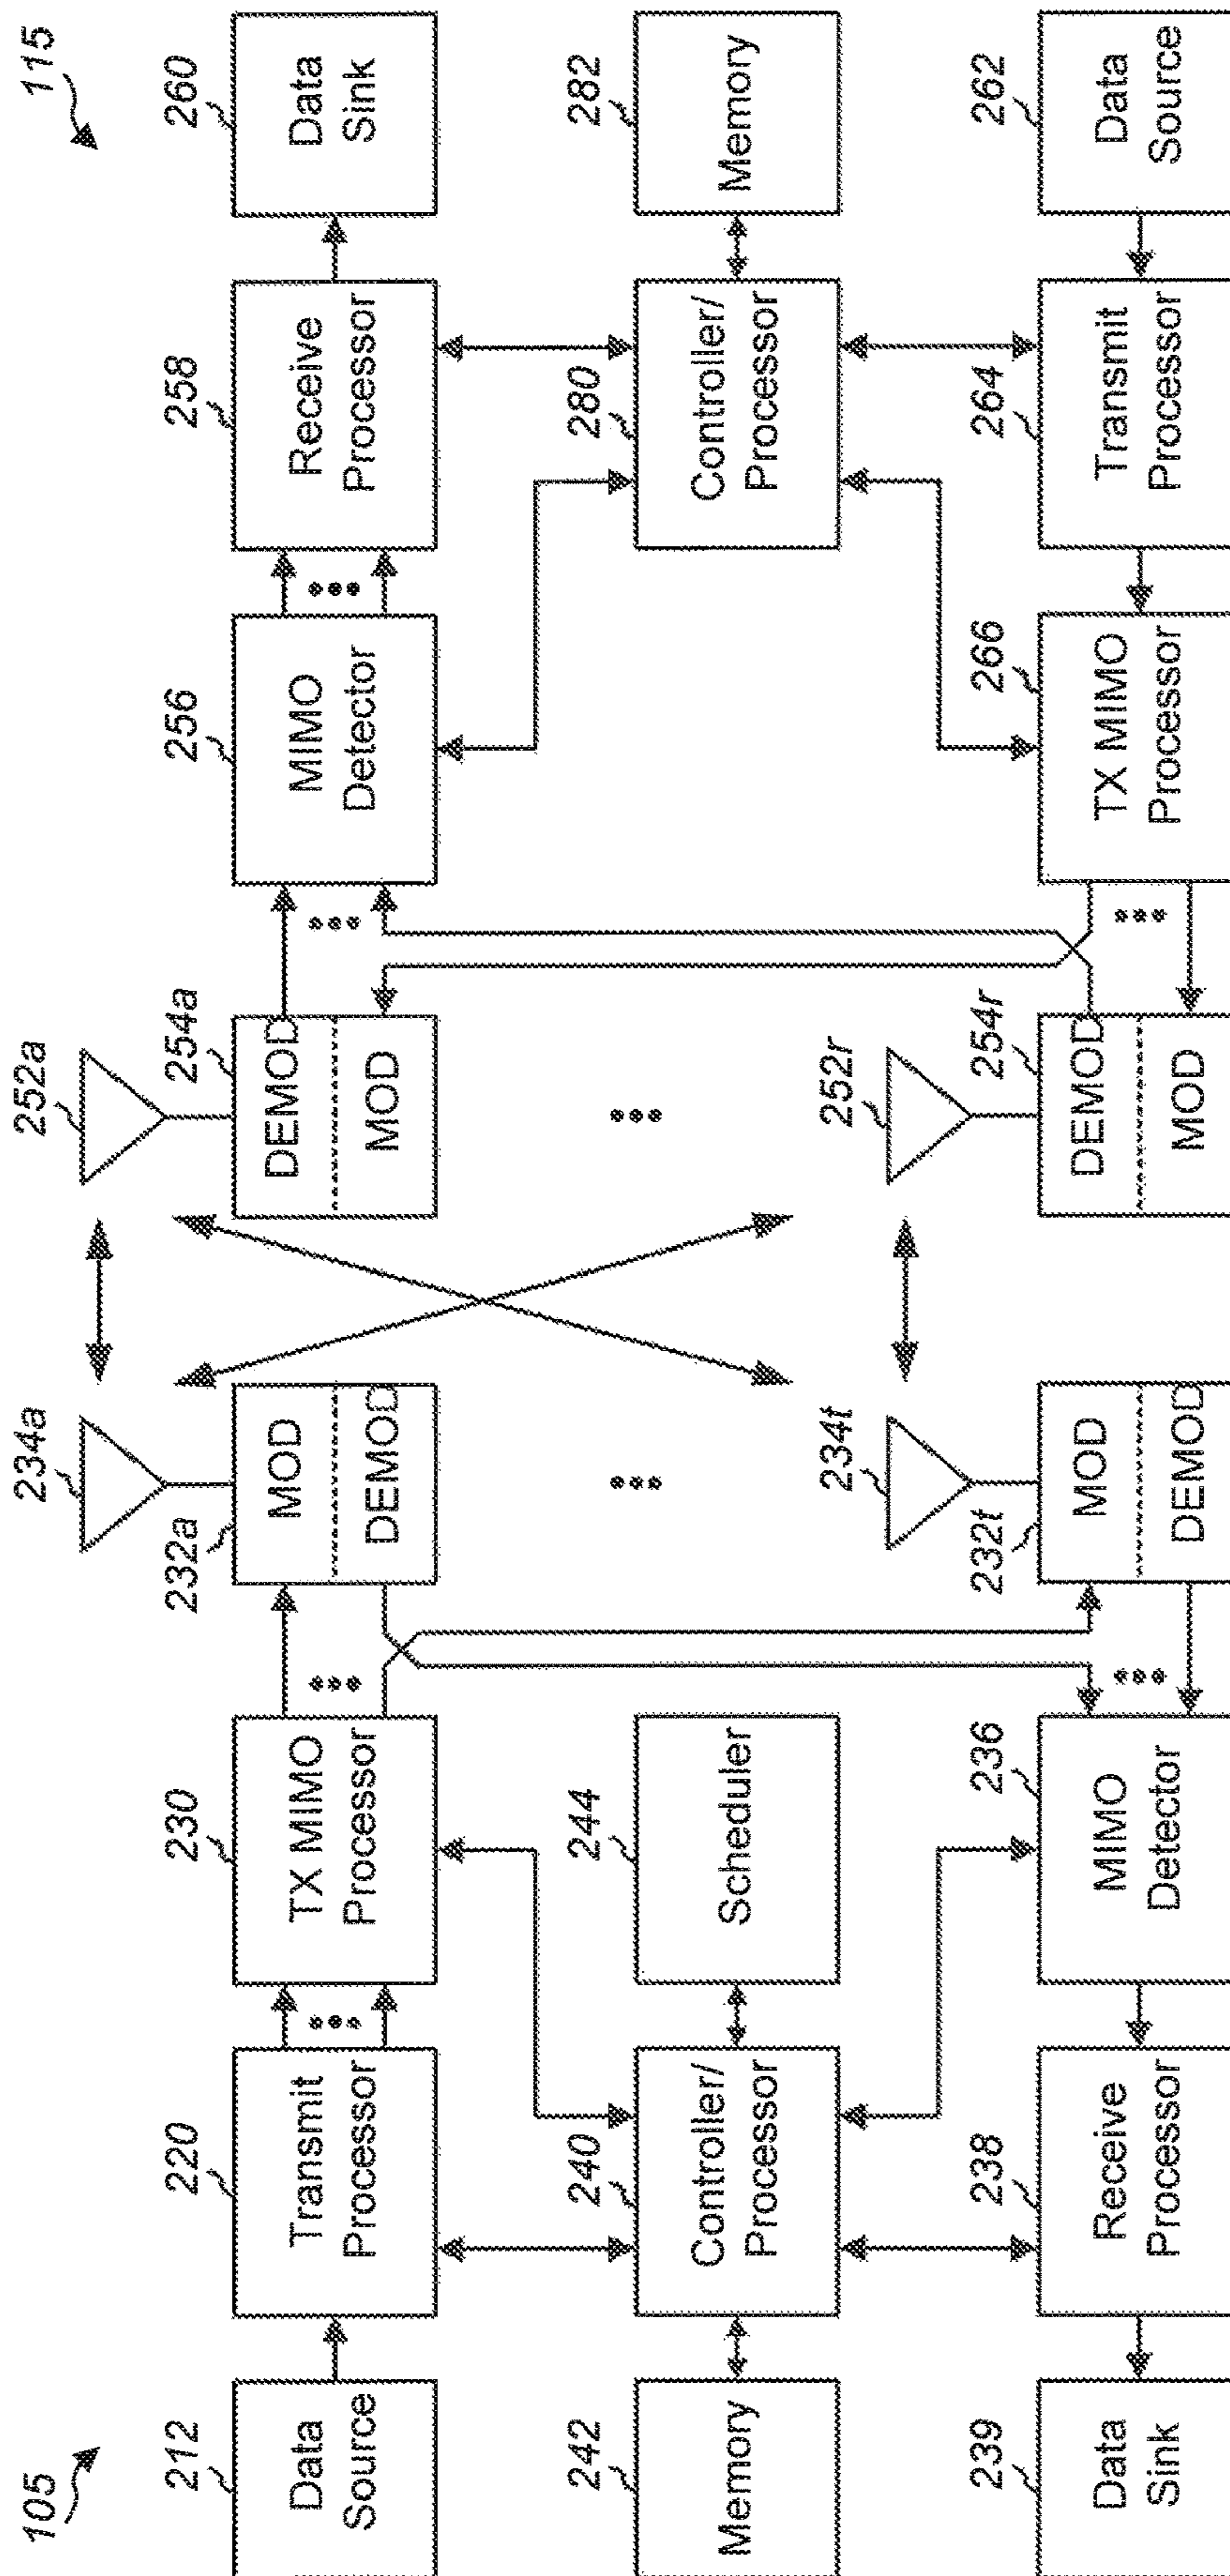 105
115
212
Data
Source
220
Transmit
Processor
230
TX MIMO
Processor
232a
MOD
DEMOD
234a
252a
254a
DEMOD
MOD
256
MIMO
Detector
258
Receive
Processor
260
Data
Sink
242
Memory
240
Controller/
Processor
244
Scheduler
280
Controller/
Processor
282
Memory
239
Data
Sink
238
Receive
Processor
236
MIMO
Detector
232t
MOD
DEMOD
234t
252r
254r
DEMOD
MOD
266
TX MIMO
Processor
264
Transmit
Processor
262
Data
Source